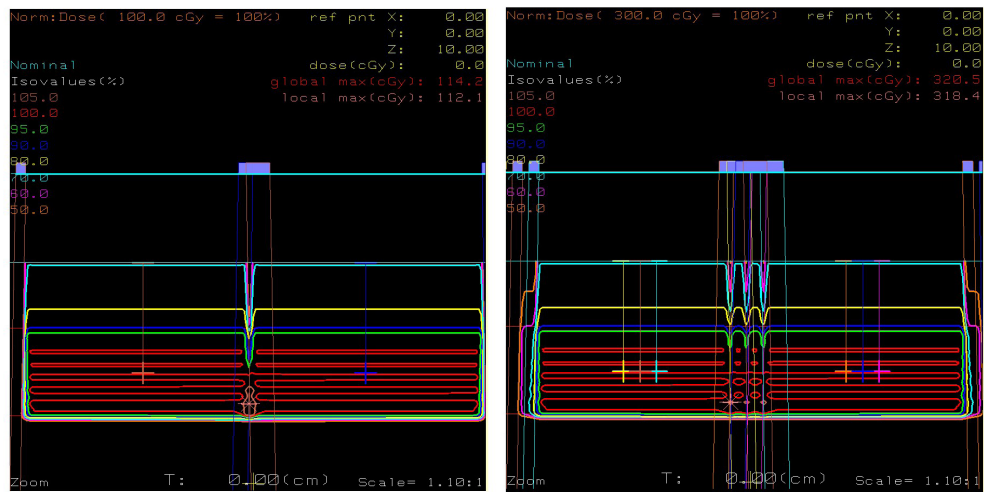 Norm:Dose( 100.0 cGy = 100%) ref pnt X: 0.00
Y: 0.00
Z: 10.00
Nominal dose(cGy): 0.0
Isovalues(%) global max(cGy): 114.2
105.0 local max(cGy): 112.1
100.0
95.0
90.0
80.0
70.0
60.0
50.0
Zoom T: 0.00(cm) Scale= 1.10:1
Norm:Dose( 300.0 cGy = 100%) ref pnt X: 0.00
Y: 0.00
Z: 10.00
Nominal dose(cGy): 0.0
Isovalues(%) global max(cGy): 320.5
105.0 local max(cGy): 318.4
100.0
95.0
90.0
80.0
70.0
60.0
50.0
Zoom T: 0.00(cm) Scale= 1.10:1